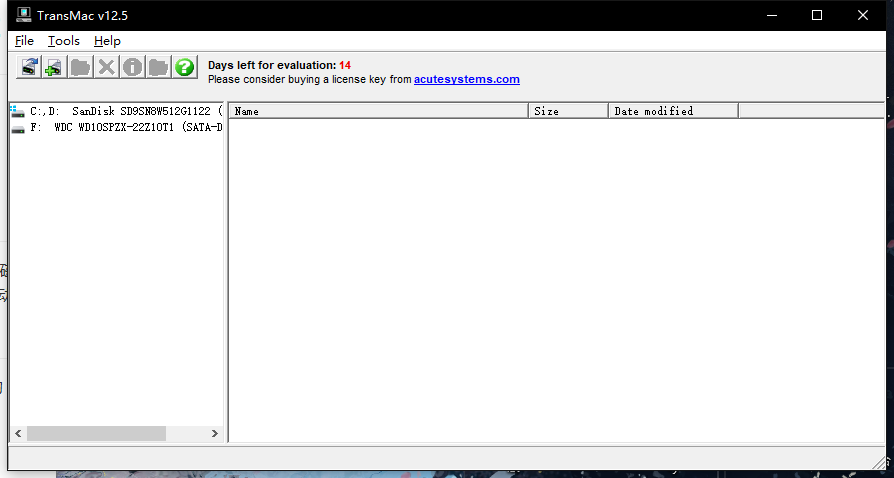 TransMac v12.5
File Tools Help
Days left for evaluation: 14
Please consider buying a license key from acutesystems.com
C:,D: SanDisk SD9SN8W512G1122 (
F: WDC WD10SPZX-22Z10T1 (SATA-D
Name Size Date modified